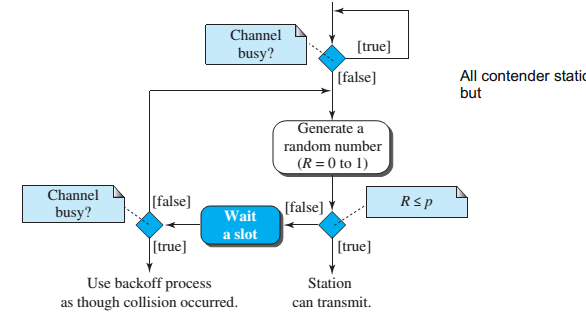 Channel
busy?
[true]
[false]
All contender
but
Generate a
random number
(R = 0 to 1)
Channel
busy?
[false]
Wait
a slot
[false]
R ≤ p
[true]
[true]
Use backoff process
as though collision occurred.
Station
can transmit.